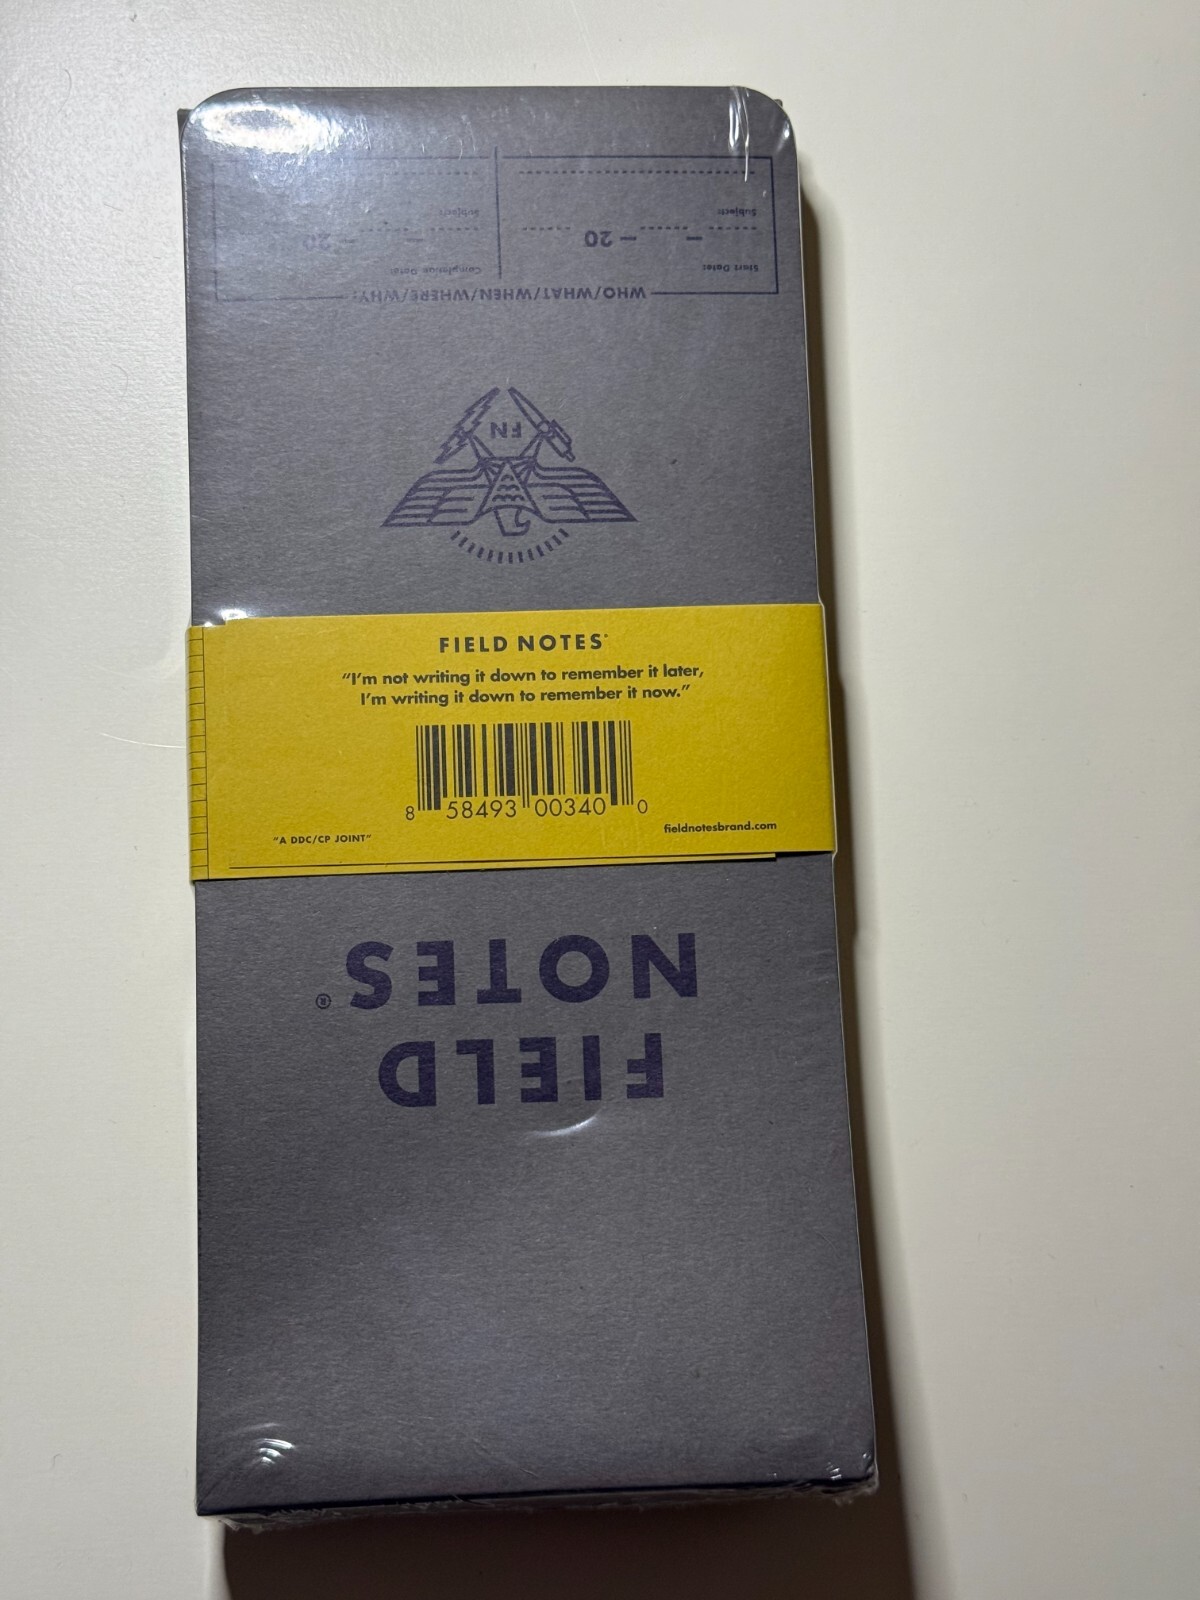 FIELD NOTES®
"I'm not writing it down to remember it later,
I'm writing it down to remember it now."
8 58493 00340 0
"A DDC/CP JOINT"
fieldnotesbrand.com
FIELD
NOTES®
FN
WHO/WHAT/WHEN/WHERE/WHY:
Start Date:
Completion Date:
— — 20
— — 20
Subject:
Subject: